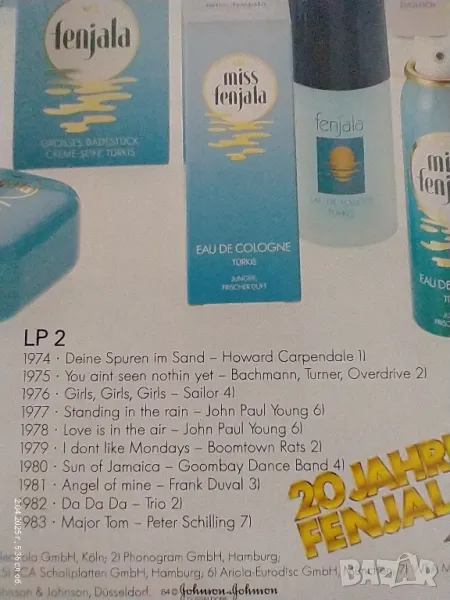 fenjala
GROSSES BADESTÜCK
CREME-SEIFE TÜRKIS
miss fenjala
miss
fenjala
EAU DE COLOGNE
TÜRKIS
JUNGER,
FRISCHER DUFT
fenjala
EAU DE TOILETTE
TÜRKIS
mi
fenj
EAU DE
LP 2
1974 · Deine Spuren im Sand – Howard Carpendale 1)
1975 · You aint seen nothin yet – Bachmann, Turner, Overdrive 2)
1976 · Girls, Girls, Girls – Sailor 4)
1977 · Standing in the rain – John Paul Young 6)
1978 · Love is in the air – John Paul Young 6)
1979 · I dont like Mondays – Boomtown Rats 2)
1980 · Sun of Jamaica – Goombay Dance Band 4)
1981 · Angel of mine – Frank Duval 3)
982 · Da Da Da – Trio 2)
983 · Major Tom – Peter Schilling 7)
20 JAHRE
FENJAL
GmbH, Köln; 2) Phonogram GmbH, Hamburg;
CA Schallplatten GmbH, Hamburg; 6) Ariola-Eurodisc GmbH,
hnson & Johnson, Düsseldorf Johnson & Johnson